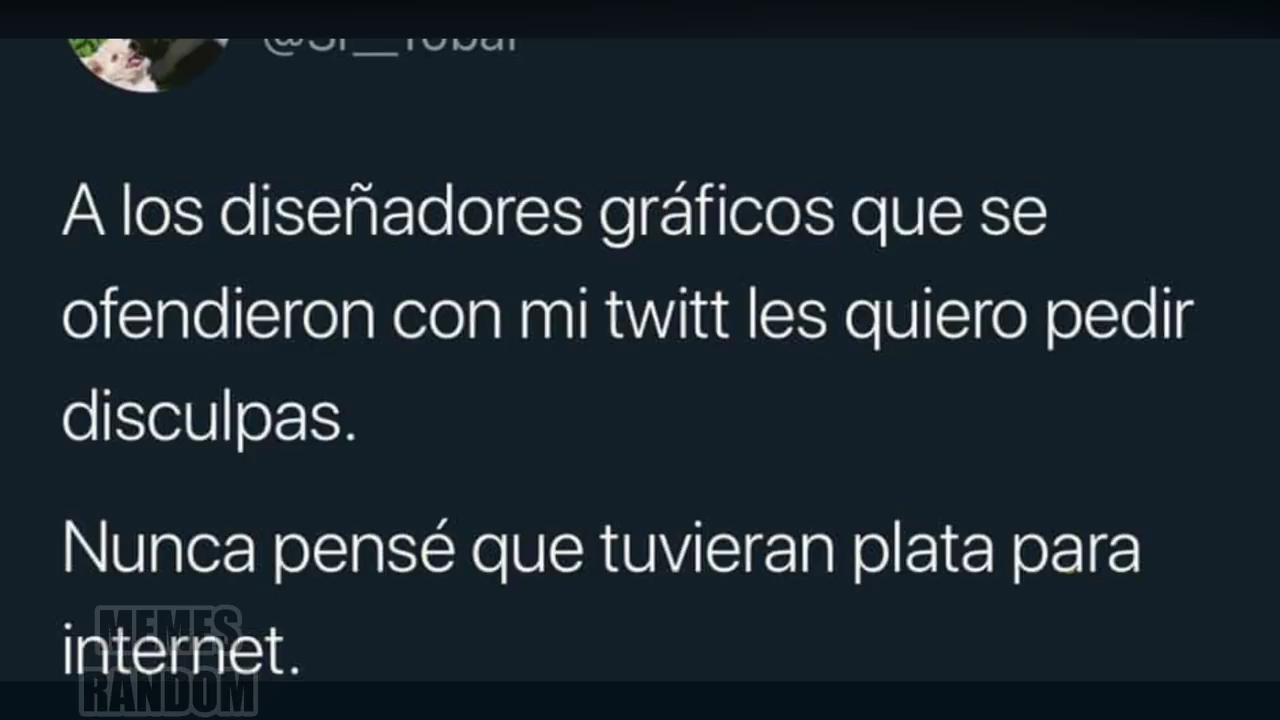 A los diseñadores gráficos que se
ofendieron con mi twitt les quiero pedir
disculpas.
Nunca pensé que tuvieran plata para
internet.
MEMES
RANDOM